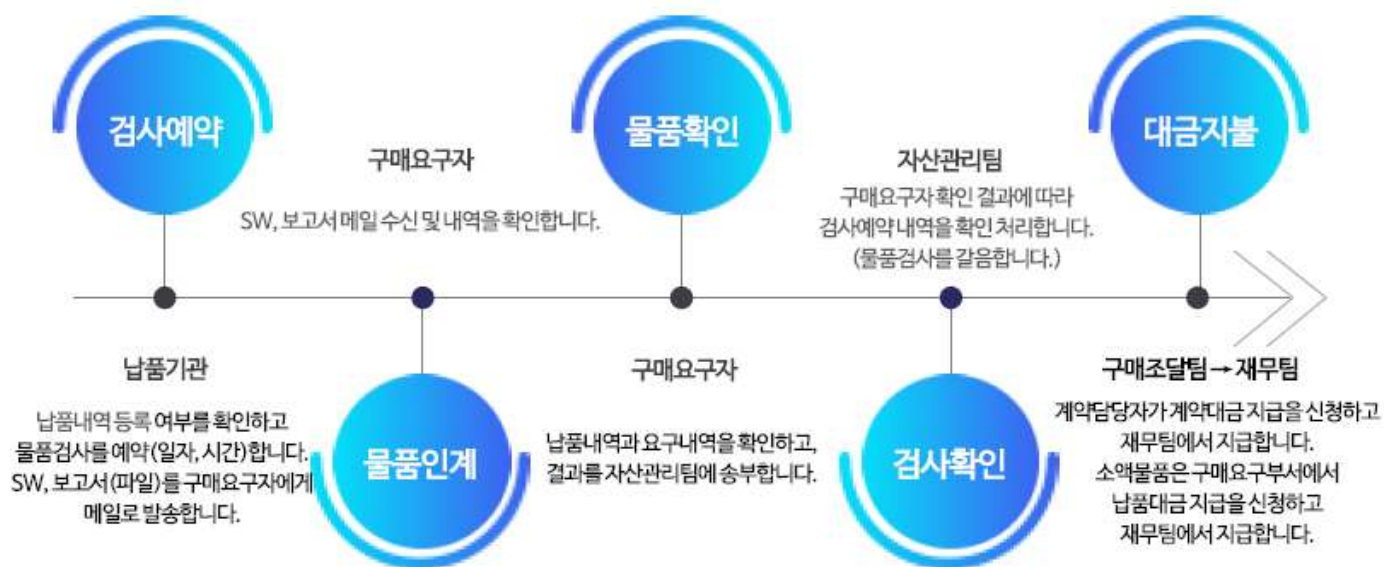 검사예약
납품기관
납품내역 등록 여부를 확인하고
물품검사를 예약(일자, 시간)합니다.
SW, 보고서(파일)를 구매요구자에게
메일로 발송합니다.
구매요구자
SW, 보고서 메일 수신 및 내역을 확인합니다.
물품인계
물품확인
구매요구자
납품내역과 요구내역을 확인하고,
결과를 자산관리팀에 송부합니다.
자산관리팀
구매요구자 확인 결과에 따라
검사예약 내역을 확인 처리합니다.
(물품검사를 갈음합니다.)
검사확인
대금지불
구매조달팀→재무팀
계약담당자가 계약대금 지급을 신청하고
재무팀에서 지급합니다.
소액물품은 구매요구부서에서
납품대금 지급을 신청하고
재무팀에서 지급합니다.